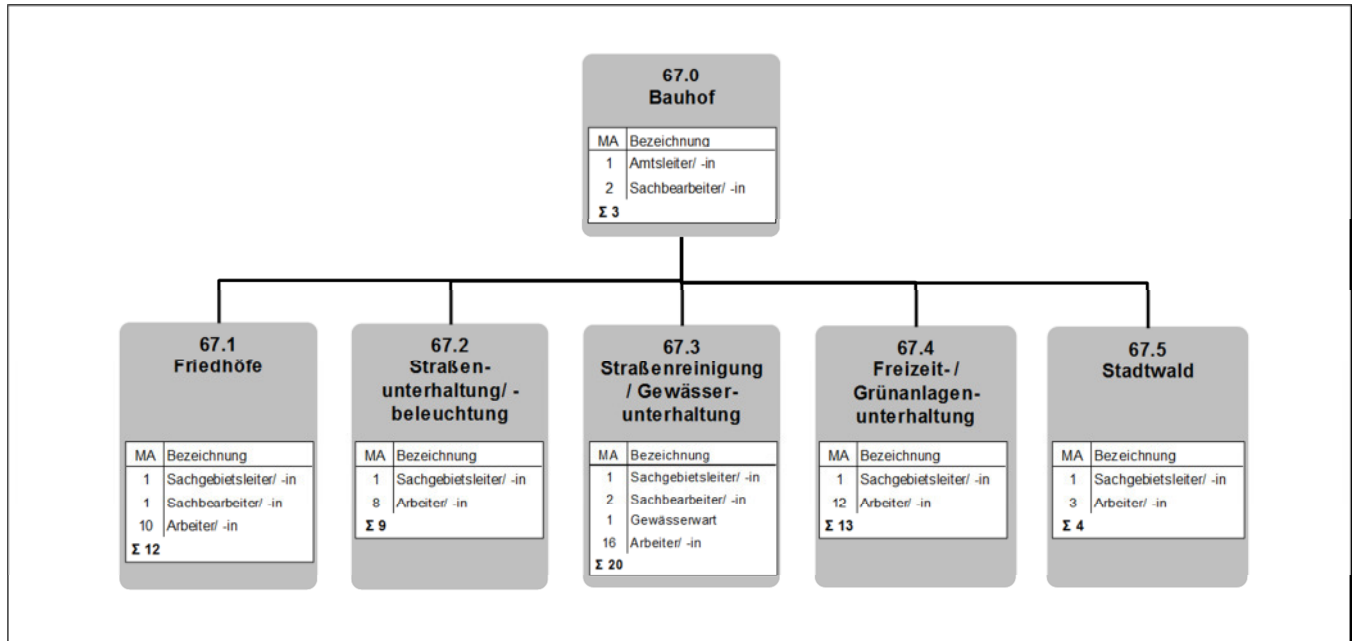 67.0
Bauhof
MA Bezeichnung
1 Amtsleiter/ -in
2 Sachbearbeiter/ -in
Σ 3
67.1
Friedhöfe
MA Bezeichnung
1 Sachgebietsleiter/ -in
1 Sachbearbeiter/ -in
10 Arbeiter/ -in
Σ 12
67.2
Straßen-
unterhaltung/ -
beleuchtung
MA Bezeichnung
1 Sachgebietsleiter/ -in
8 Arbeiter/ -in
Σ 9
67.3
Straßenreinigung
/ Gewässer-
unterhaltung
MA Bezeichnung
1 Sachgebietsleiter/ -in
2 Sachbearbeiter/ -in
1 Gewässerwart
16 Arbeiter/ -in
Σ 20
67.4
Freizeit- /
Grünanlagen-
unterhaltung
MA Bezeichnung
1 Sachgebietsleiter/ -in
12 Arbeiter/ -in
Σ 13
67.5
Stadtwald
MA Bezeichnung
1 Sachgebietsleiter/ -in
3 Arbeiter/ -in
Σ 4